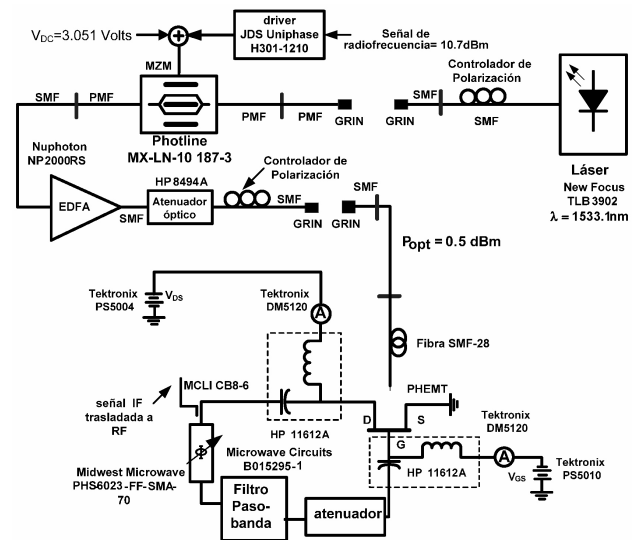 driver
JDS Uniphase
H301-1210
V_DC=3.051 Volts
+
Señal de
radiofrecuencia= 10.7dBm
MZM
Controlador de
Polarización
SMF
PMF
PMF
PMF
GRIN
GRIN
SMF
SMF
Photline
MX-LN-10 187-3
Láser
New Focus
TLB 3902
λ = 1533.1nm
Nuphoton
NP2000RS
EDFA
SMF
HP 8494A
Atenuador
óptico
Controlador de
Polarización
SMF
GRIN
GRIN
SMF
Popt = 0.5 dBm
Tektronix
PS5004
V_DS
Tektronix
DM5120
A
Fibra SMF-28
MCLI CB8-6
señal IF
trasladada a
RF
HP 11612A
PHEMT
D
S
G
Tektronix
DM5120
A
HP 11612A
V_GS
Tektronix
PS5010
Φ
Midwest Microwave
PHS6023-FF-SMA-
70
Microwave Circuits
B015295-1
Filtro
Paso-
banda
atenuador